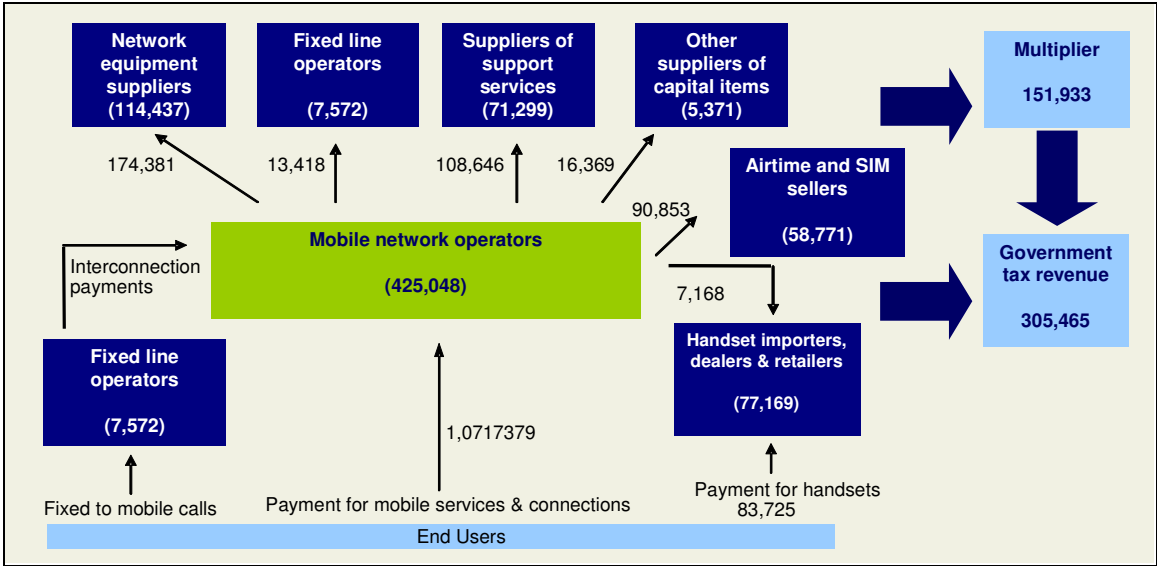 Network
equipment
suppliers
(114,437)
Fixed line
operators
(7,572)
Suppliers of
support
services
(71,299)
Other
suppliers of
capital items
(5,371)
Multiplier
151,933
174,381
13,418
108,646
16,369
Airtime and SIM
sellers
(58,771)
90,853
Mobile network operators
(425,048)
Interconnection
payments
7,168
Government
tax revenue
305,465
Fixed line
operators
(7,572)
Handset importers,
dealers & retailers
(77,169)
1,0717379
Fixed to mobile calls
Payment for mobile services & connections
Payment for handsets
83,725
End Users